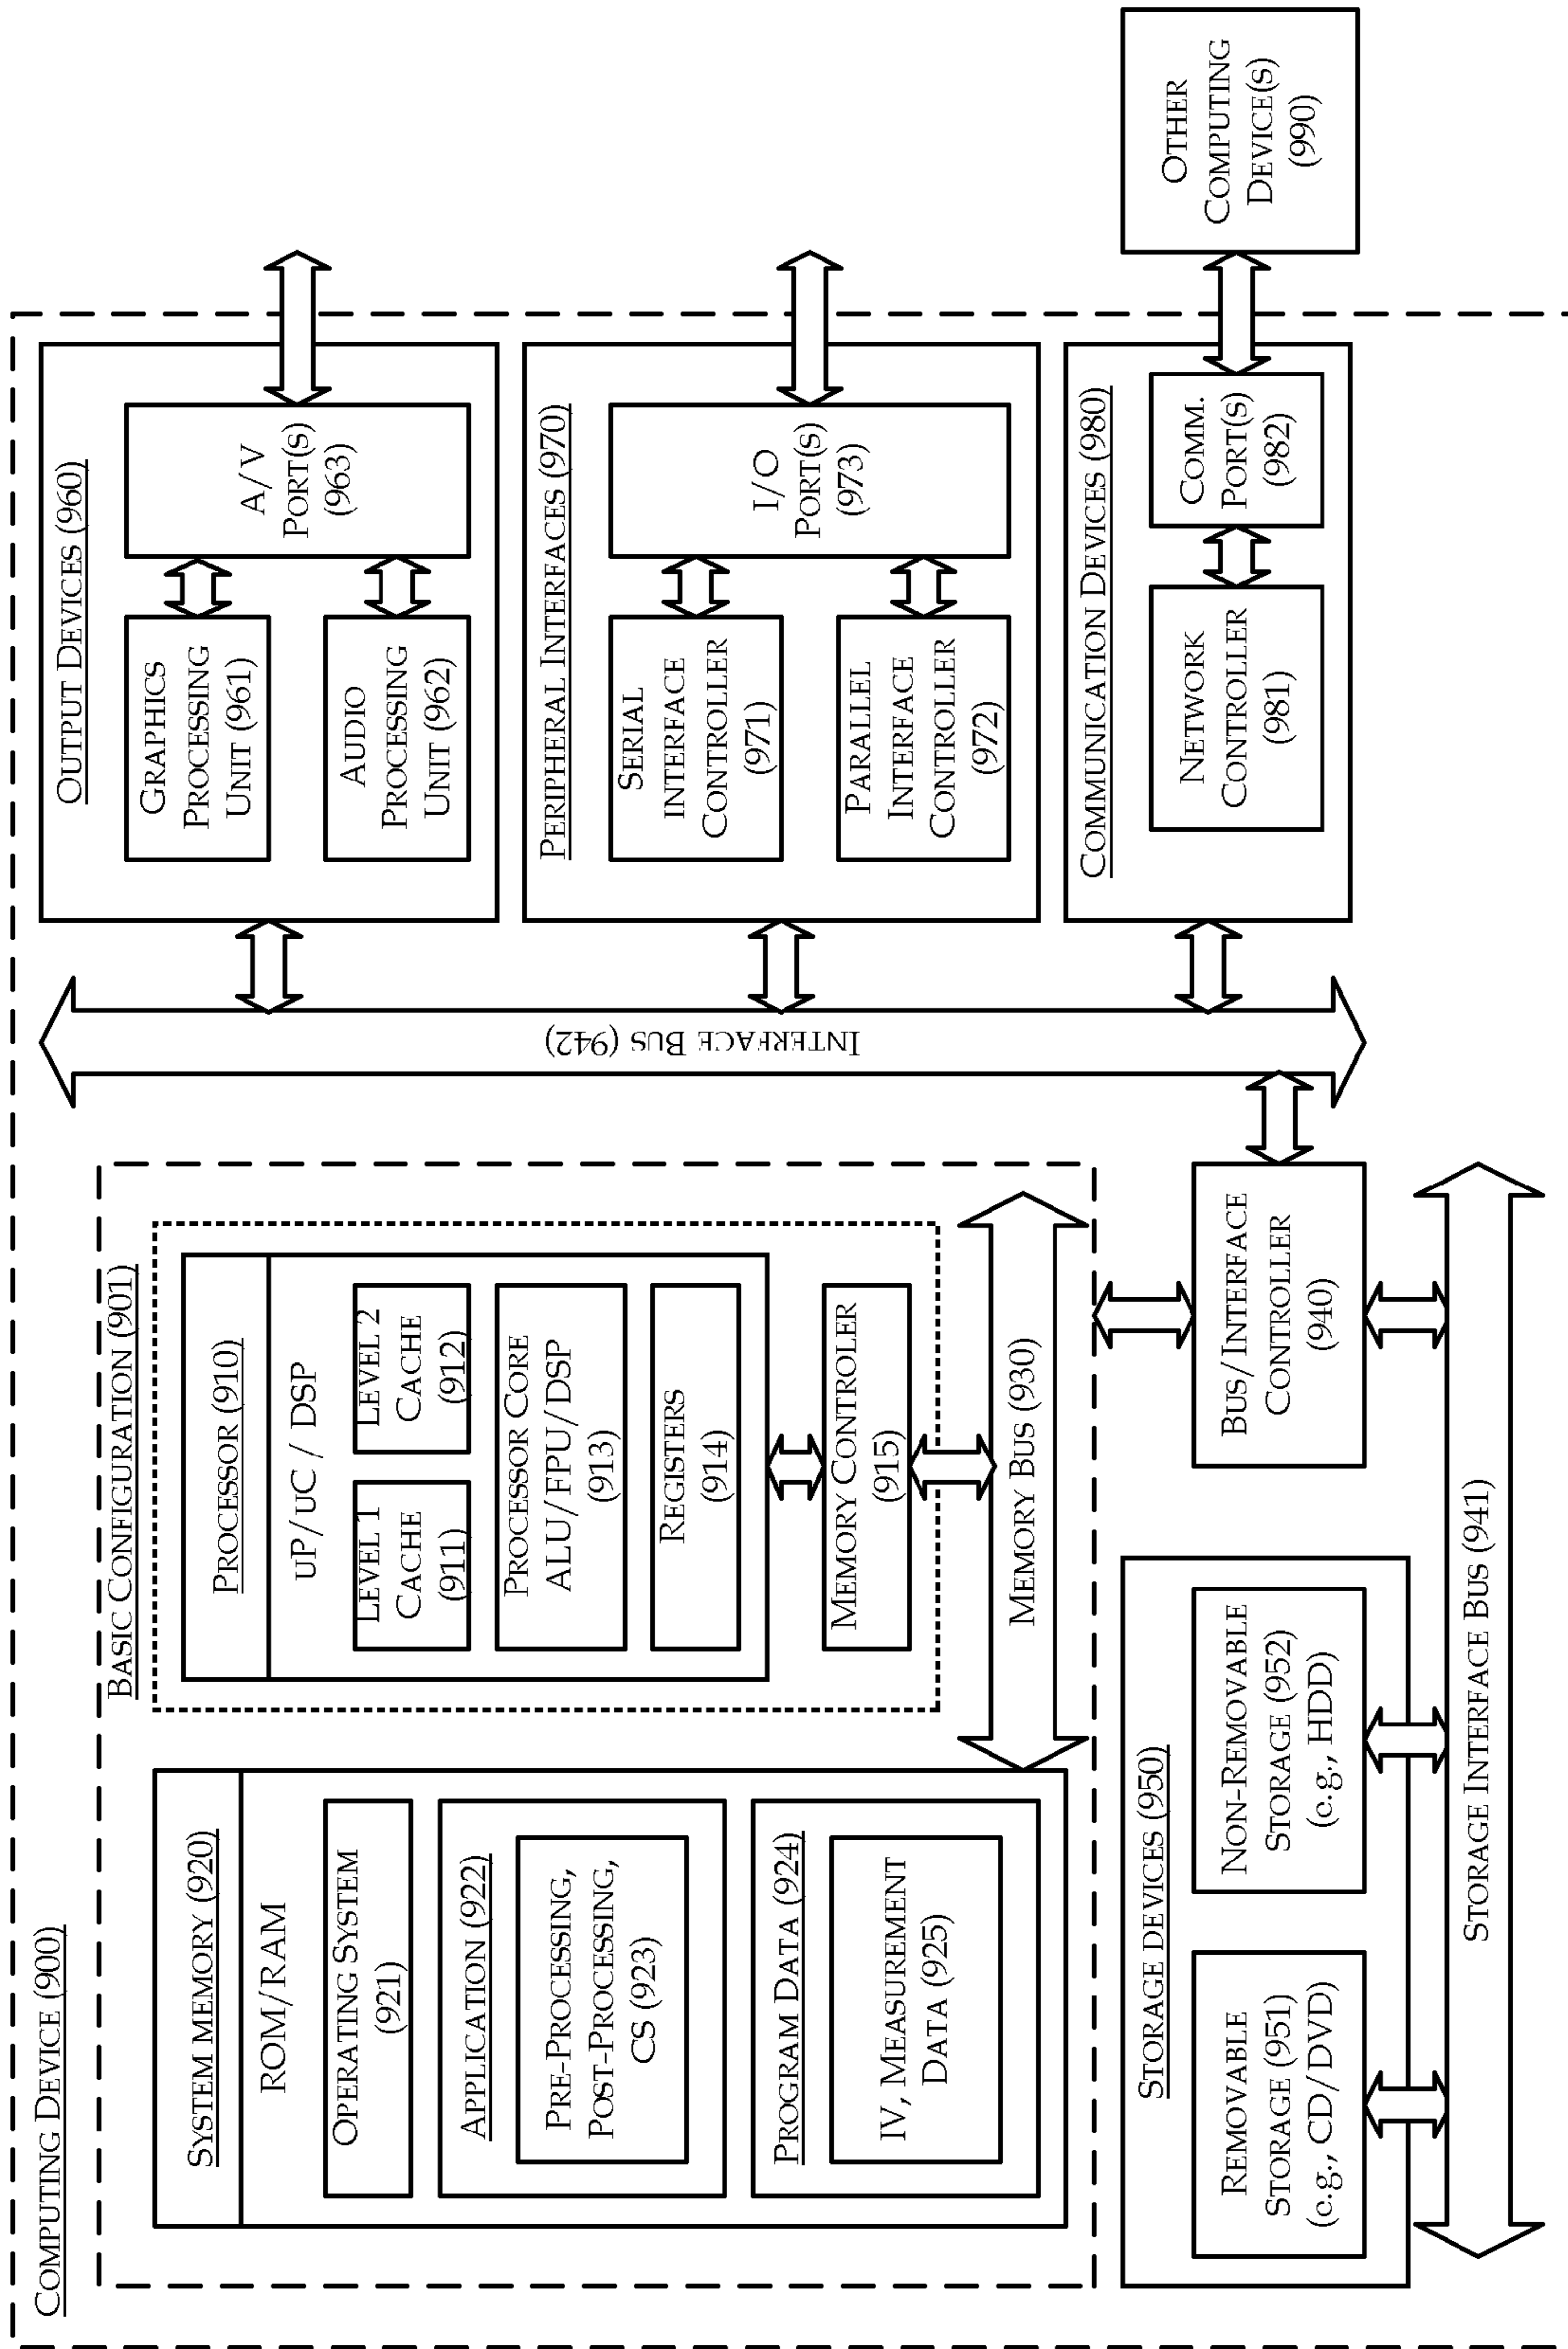 COMPUTING DEVICE (900)
BASIC CONFIGURATION (901)
SYSTEM MEMORY (920)
ROM/RAM
OPERATING SYSTEM
(921)
APPLICATION (922)
PRE-PROCESSING,
POST-PROCESSING,
CS (923)
PROGRAM DATA (924)
IV, MEASUREMENT
DATA (925)
PROCESSOR (910)
UP/UC / DSP
LEVEL 1
CACHE
(911)
LEVEL 2
CACHE
(912)
PROCESSOR CORE
ALU/FPU/DSP
(913)
REGISTERS
(914)
MEMORY CONTROLER
(915)
MEMORY BUS (930)
STORAGE DEVICES (950)
REMOVABLE
STORAGE (951)
(e.g., CD/DVD)
NON-REMOVABLE
STORAGE (952)
(e.g., HDD)
BUS/INTERFACE
CONTROLLER
(940)
STORAGE INTERFACE BUS (941)
INTERFACE BUS (942)
OUTPUT DEVICES (960)
GRAPHICS
PROCESSING
UNIT (961)
AUDIO
PROCESSING
UNIT (962)
A/V
PORT(S)
(963)
PERIPHERAL INTERFACES (970)
SERIAL
INTERFACE
CONTROLLER
(971)
PARALLEL
INTERFACE
CONTROLLER
(972)
I/O
PORT(S)
(973)
COMMUNICATION DEVICES (980)
NETWORK
CONTROLLER
(981)
COMM.
PORT(S)
(982)
OTHER
COMPUTING
DEVICE(S)
(990)